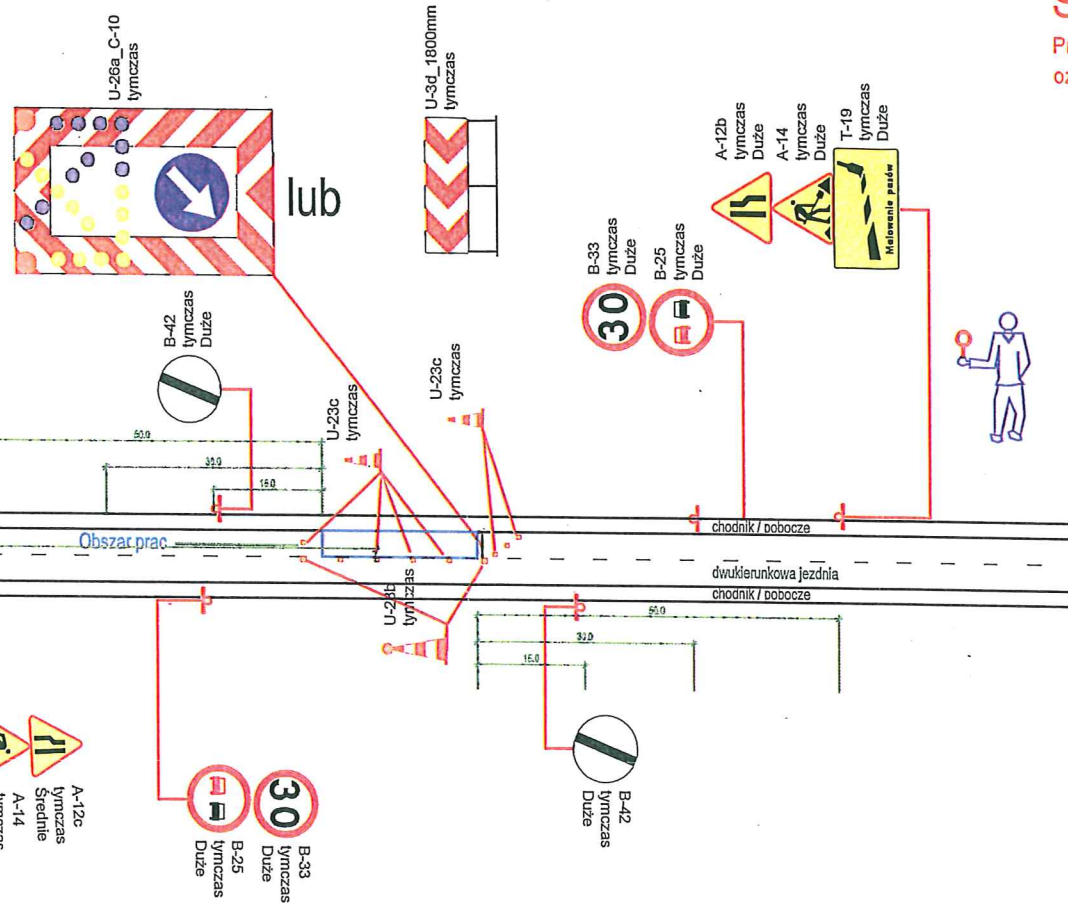 U-26a_C-10
tymczas
lub
U-3d_1800mm
tymczas
B-42
tymczas
Duże
U-23c
tymczas
U-23c
tymczas
50.0
30.0
15.0
Obszar prac
B-33
tymczas
Duże
30
B-25
tymczas
Duże
A-12b
tymczas
Duże
A-14
tymczas
Duże
T-19
tymczas
Duże
Malowanie pasów
chodnik / pobocze
dwukierunkowa jezdnia
chodnik / pobocze
U-23b
tymczas
50.0
30.0
15.0
B-42
tymczas
Duże
A-12c
tymczas
Średnie
A-14
tymczas
30
B-33
tymczas
Duże
B-25
tymczas
Duże